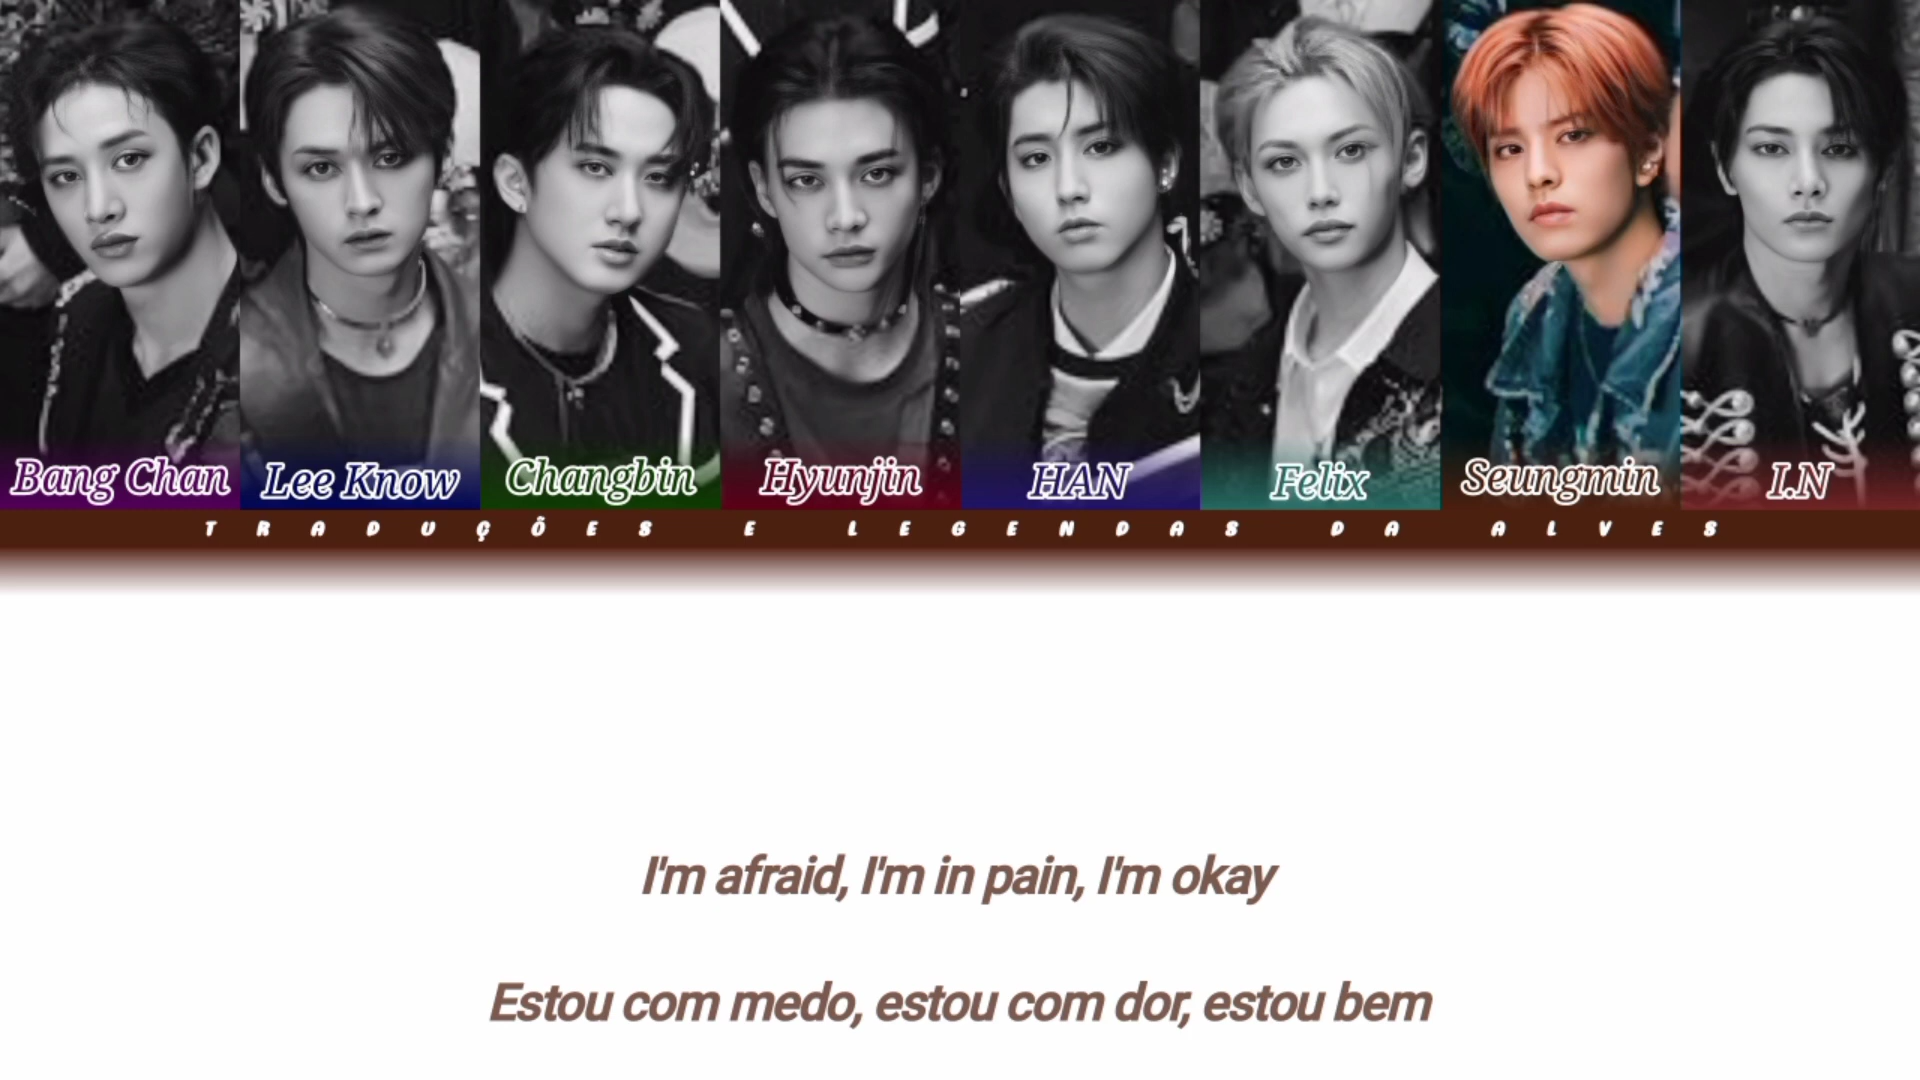 Bang Chan
Lee Know
Changbin
Hyunjin
HAN
Felix
Seungmin
I.N
TRADUÇÕES E LEGENDAS DA ALVES
I'm afraid, I'm in pain, I'm okay
Estou com medo, estou com dor, estou bem